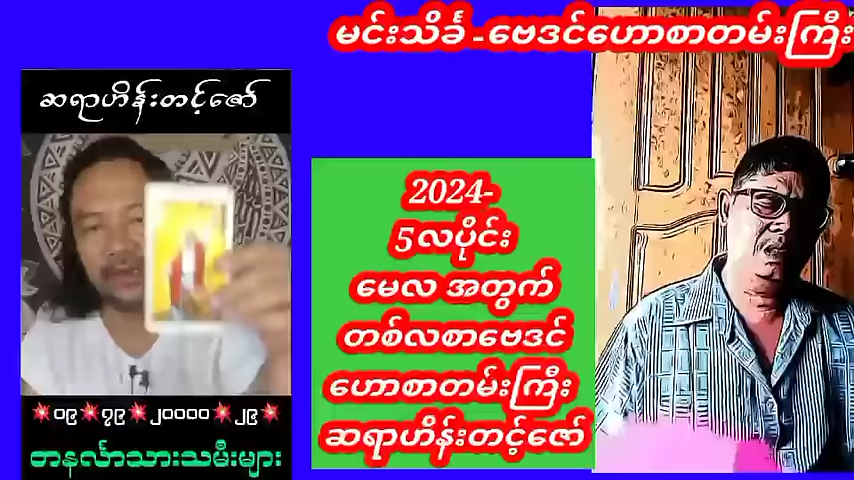 မင်းသိင်္ခ - ဗေဒင်ဟောစာတမ်းကြီး
ဆရာဟိန်းတင့်ဇော်
2024-
5လပိုင်း
မေလ အတွက်
တစ်လစာဗေဒင်
ဟောစာတမ်းကြီး
ဆရာဟိန်းတင့်ဇော်
💥၀၉💥၇၉💥၂၀၀၀၀💥၂၉💥
တနင်္လာသားသမီးများ